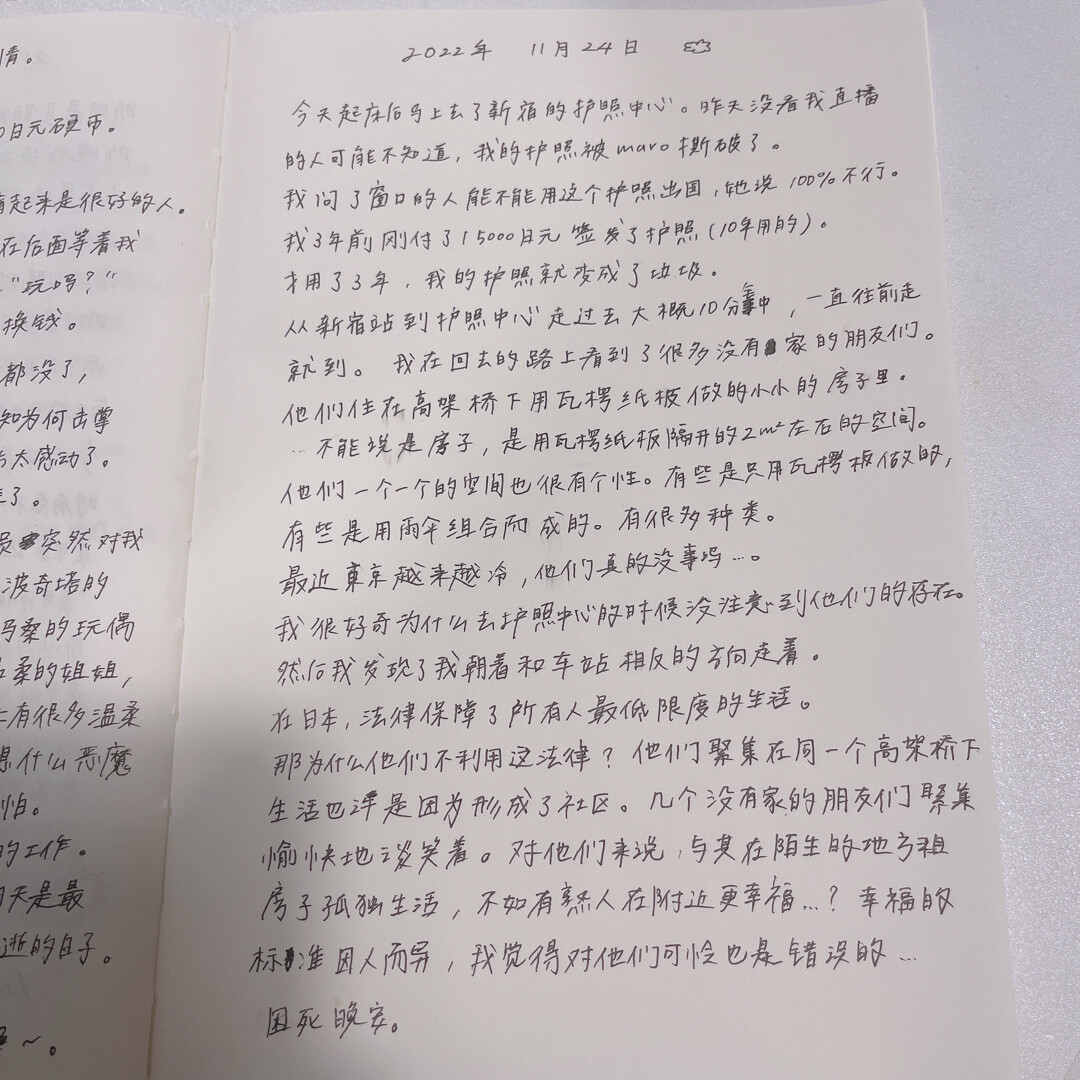 情。
日元硬币。
看起来是很好的人。
在后面等着我
"玩吗？"
换钱。
都没了，
知为何击掌
太感动了。
了。
员突然对我
波奇塔的
玛桑的玩偶
柔的姐姐，
有很多温柔
想什么恶魔
怕。
的工作。
天是最
逝的日子。
～。
2022年 11月24日
今天起床后马上去了新宿的护照中心。昨天没看我直播
的人可能不知道，我的护照被maro撕破了。
我问了窗口的人能不能用这个护照出国，她说100%不行。
我3年前刚付了15000日元签发了护照(10年用的)。
才用了3年，我的护照就变成了垃圾。
从新宿站到护照中心走过去大概10分钟，一直往前走
就到。我在回去的路上看到了很多没有家的朋友们。
他们住在高架桥下用瓦楞纸板做的小小的房子里。
…不能说是房子，是用瓦楞纸板隔开的2m²左右的空间。
他们一个一个的空间也很有个性。有些是只用瓦楞板做的，
有些是用雨伞组合而成的。有很多种类。
最近東京越来越冷，他们真的没事吗…。
我很好奇为什么去护照中心的时候没注意到他们的存在。
然后我发现了我朝着和车站相反的方向走着。
在日本，法律保障了所有人最低限度的生活。
那为什么他们不利用这法律？他们聚集在同一个高架桥下
生活也许是因为形成了社区。几个没有家的朋友们聚集
愉快地谈笑着。对他们来说，与其在陌生的地方租
房子孤独生活，不如有熟人在附近更幸福…？幸福的
标准因人而异，我觉得对他们可怜也是错误的…
困死晚安。